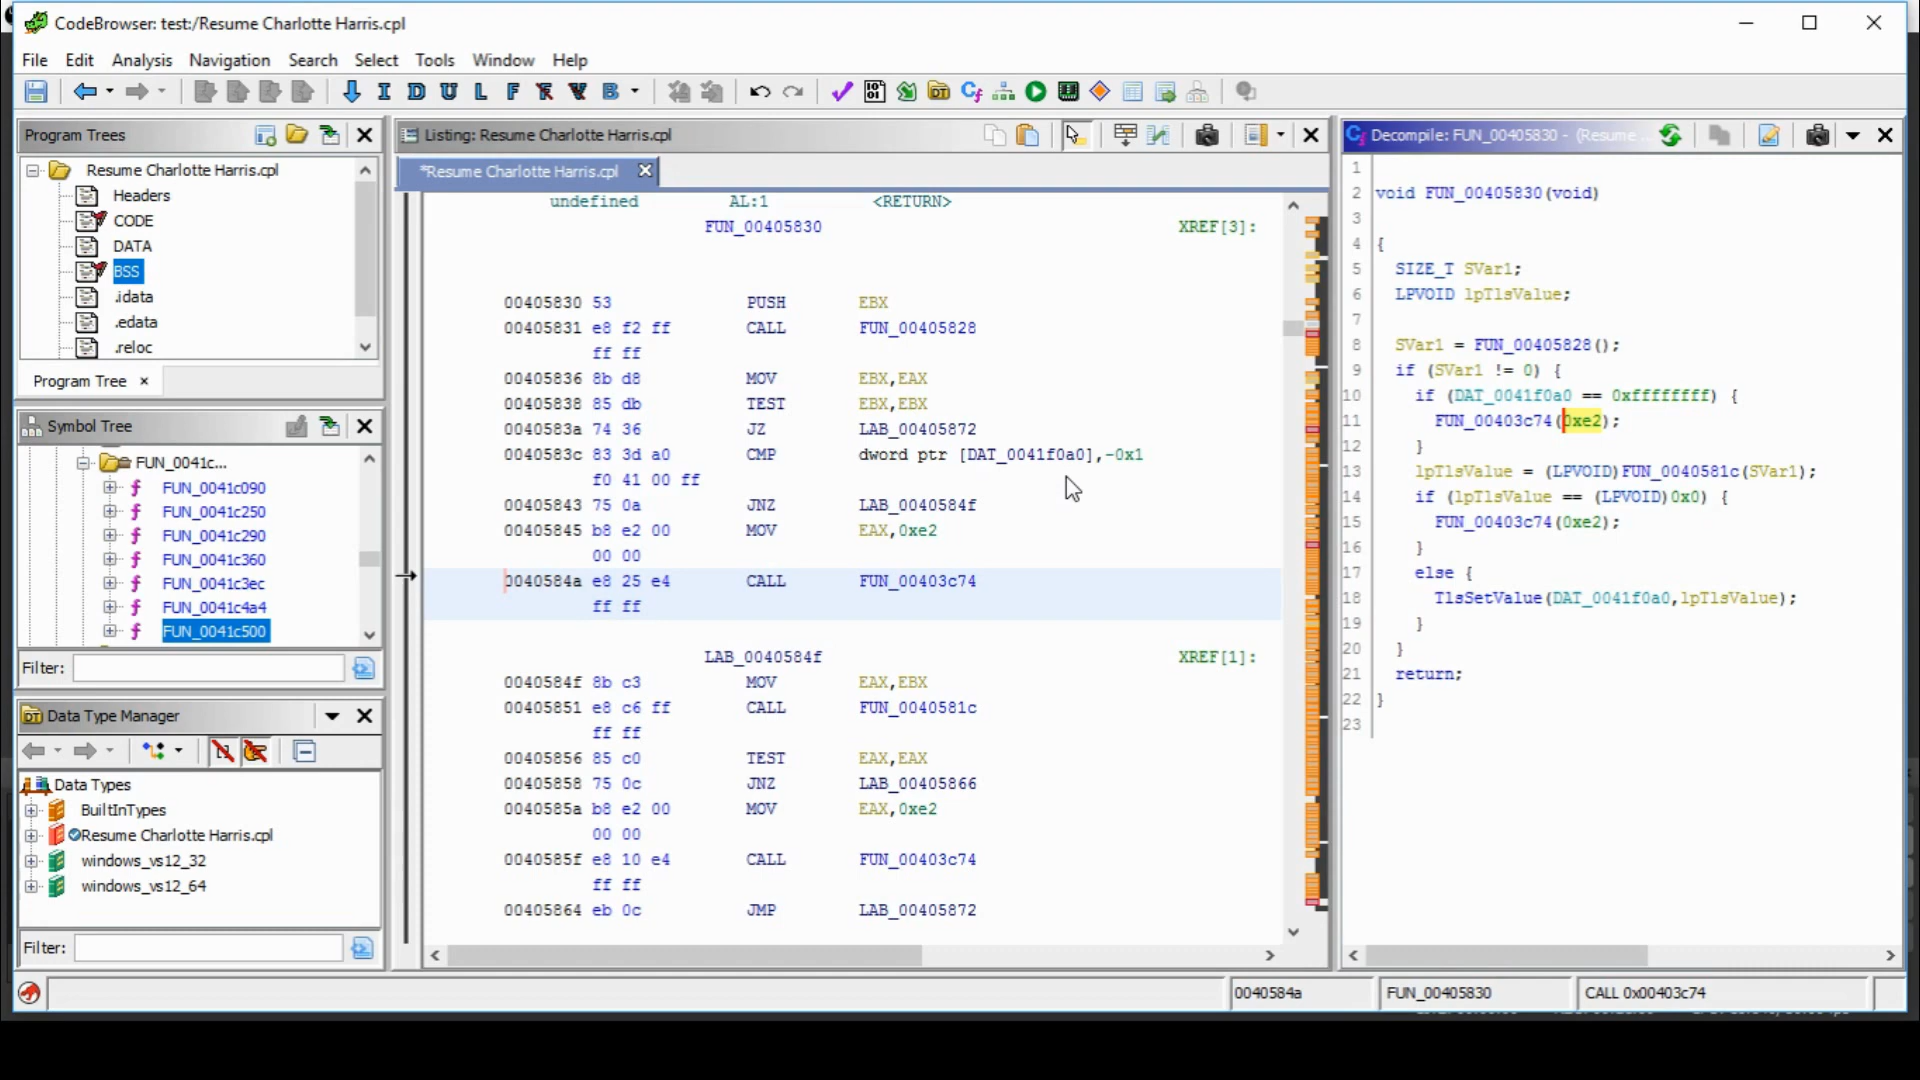 CodeBrowser: test:/Resume Charlotte Harris.cpl
File Edit Analysis Navigation Search Select Tools Window Help
I D U L F F V B
Program Trees
Resume Charlotte Harris.cpl
Headers
CODE
DATA
BSS
.idata
.edata
.reloc
Program Tree ×
Symbol Tree
FUN_0041c...
f FUN_0041c090
f FUN_0041c250
f FUN_0041c290
f FUN_0041c360
f FUN_0041c3ec
f FUN_0041c4a4
f FUN_0041c500
Filter:
Data Type Manager
Data Types
BuiltInTypes
Resume Charlotte Harris.cpl
windows_vs12_32
windows_vs12_64
Filter:
Listing: Resume Charlotte Harris.cpl
*Resume Charlotte Harris.cpl
undefined AL:1 <RETURN>
FUN_00405830 XREF[3]:
00405830 53 PUSH EBX
00405831 e8 f2 ff CALL FUN_00405828
ff ff
00405836 8b d8 MOV EBX,EAX
00405838 85 db TEST EBX,EBX
0040583a 74 36 JZ LAB_00405872
0040583c 83 3d a0 CMP dword ptr [DAT_0041f0a0],-0x1
f0 41 00 ff
00405843 75 0a JNZ LAB_0040584f
00405845 b8 e2 00 MOV EAX,0xe2
00 00
0040584a e8 25 e4 CALL FUN_00403c74
ff ff
LAB_0040584f XREF[1]:
0040584f 8b c3 MOV EAX,EBX
00405851 e8 c6 ff CALL FUN_0040581c
ff ff
00405856 85 c0 TEST EAX,EAX
00405858 75 0c JNZ LAB_00405866
0040585a b8 e2 00 MOV EAX,0xe2
00 00
0040585f e8 10 e4 CALL FUN_00403c74
ff ff
00405864 eb 0c JMP LAB_00405872
Decompile: FUN_00405830 - (Resume ...
1
2 void FUN_00405830(void)
3
4 {
5 SIZE_T SVar1;
6 LPVOID lpTlsValue;
7
8 SVar1 = FUN_00405828();
9 if (SVar1 != 0) {
10 if (DAT_0041f0a0 == 0xffffffff) {
11 FUN_00403c74(0xe2);
12 }
13 lpTlsValue = (LPVOID)FUN_0040581c(SVar1);
14 if (lpTlsValue == (LPVOID)0x0) {
15 FUN_00403c74(0xe2);
16 }
17 else {
18 TlsSetValue(DAT_0041f0a0,lpTlsValue);
19 }
20 }
21 return;
22 }
23
0040584a FUN_00405830 CALL 0x00403c74